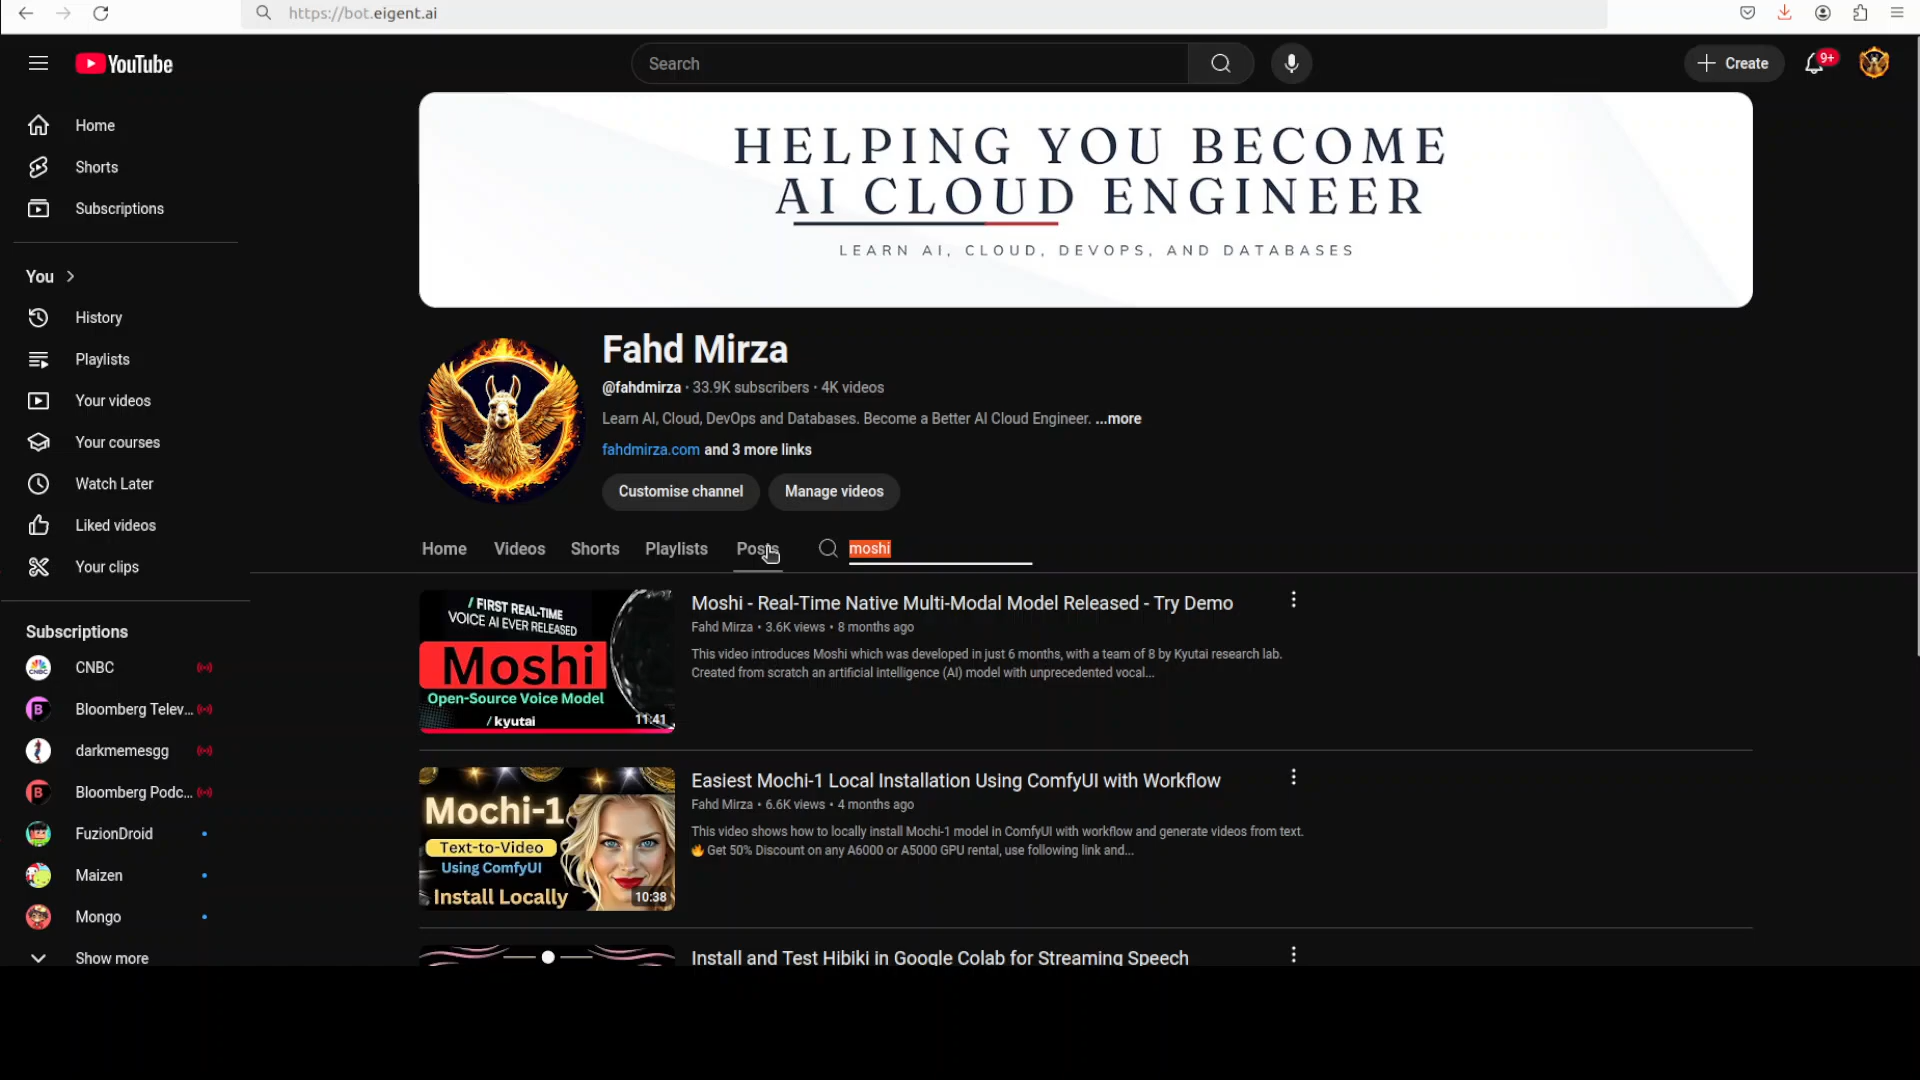 https://bot.eigent.ai
YouTube
Search
Create
9+
Home
Shorts
Subscriptions
You
History
Playlists
Your videos
Your courses
Watch Later
Liked videos
Your clips
Subscriptions
CNBC
Bloomberg Telev...
darkmemesgg
Bloomberg Podc...
FuzionDroid
Maizen
Mongo
Show more
HELPING YOU BECOME
AI CLOUD ENGINEER
LEARN AI, CLOUD, DEVOPS, AND DATABASES
Fahd Mirza
@fahdmirza • 33.9K subscribers • 4K videos
Learn AI, Cloud, DevOps and Databases. Become a Better AI Cloud Engineer. ...more
fahdmirza.com and 3 more links
Customise channel
Manage videos
Home Videos Shorts Playlists Posts moshi
/ FIRST REAL-TIME
VOICE AI EVER RELEASED
Moshi
Open-Source Voice Model
/ kyutai
11:41
Moshi - Real-Time Native Multi-Modal Model Released - Try Demo
Fahd Mirza • 3.6K views • 8 months ago
This video introduces Moshi which was developed in just 6 months, with a team of 8 by Kyutai research lab.
Created from scratch an artificial intelligence (AI) model with unprecedented vocal...
Mochi-1
Text-to-Video
Using ComfyUI
Install Locally
10:38
Easiest Mochi-1 Local Installation Using ComfyUI with Workflow
Fahd Mirza • 6.6K views • 4 months ago
This video shows how to locally install Mochi-1 model in ComfyUI with workflow and generate videos from text.
🔥 Get 50% Discount on any A6000 or A5000 GPU rental, use following link and...
Install and Test Hibiki in Google Colab for Streaming Speech